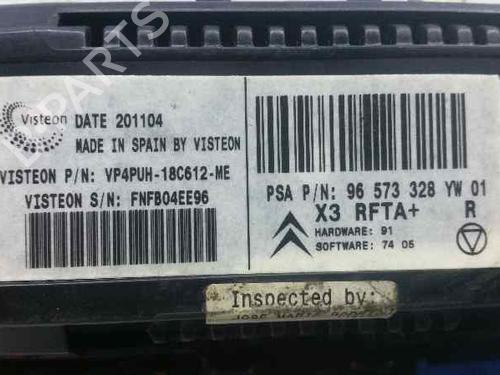 Visteon
DATE 201104
MADE IN SPAIN BY VISTEON
VISTEON P/N: VP4PUH-18C612-ME
VISTEON S/N: FNFB04EE96
PSA P/N: 96 573 328 YW 01
X3 RFTA+ R
HARDWARE: 91
SOFTWARE: 74 05
Inspected by:
PARTS